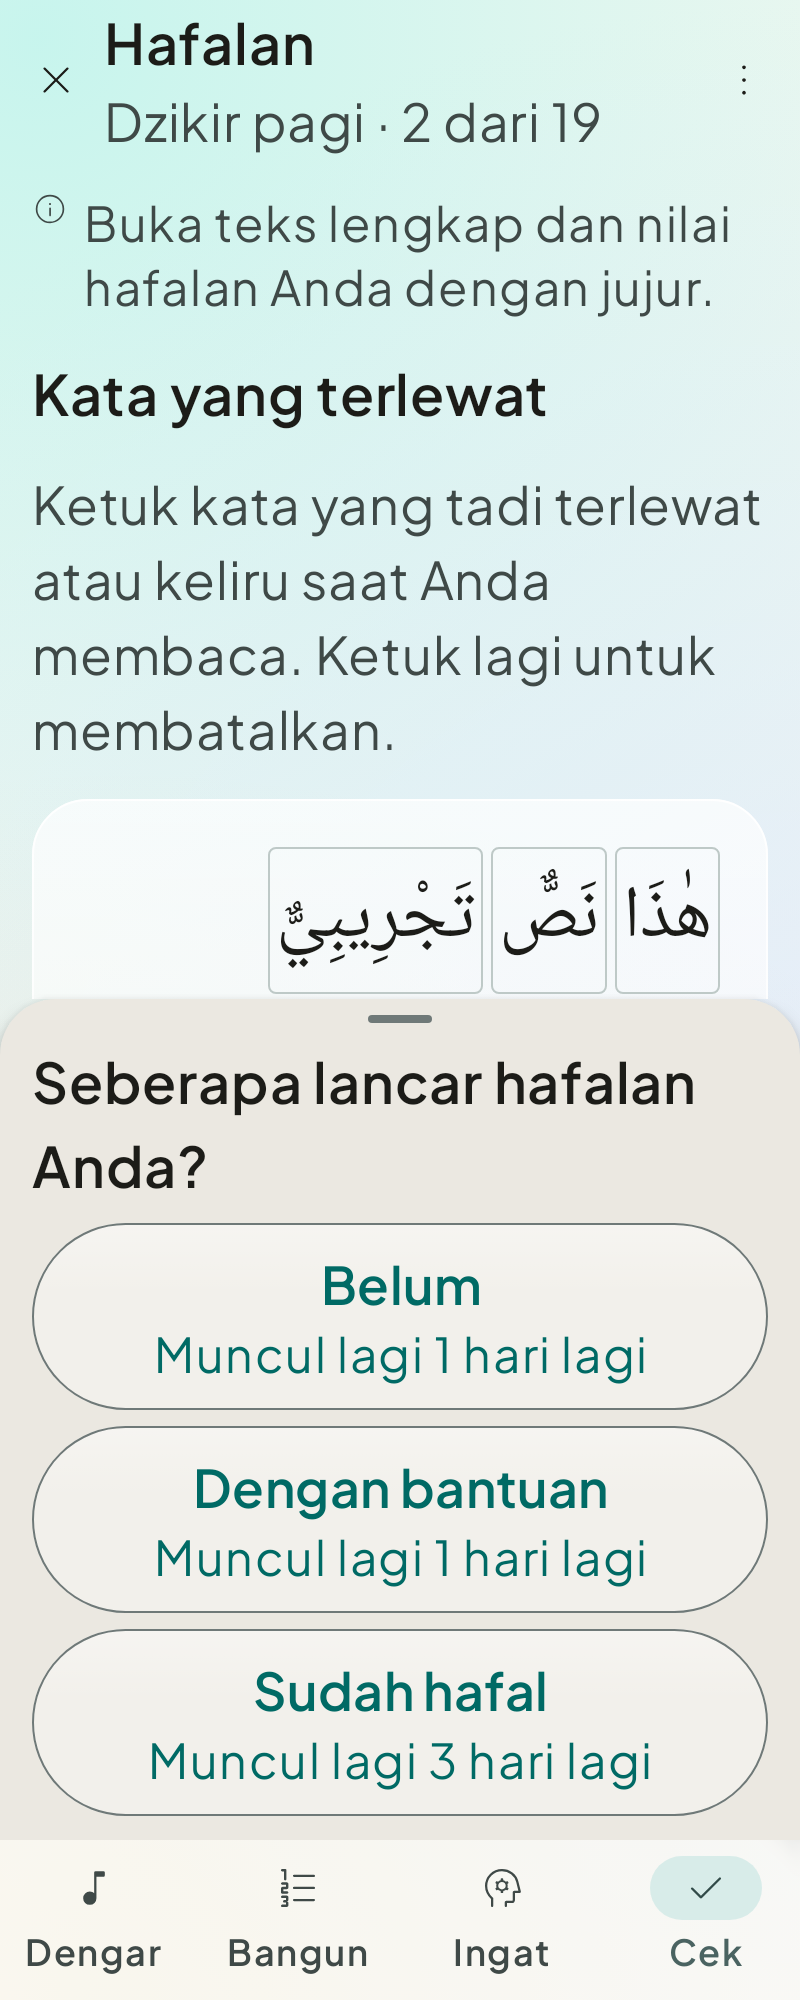 Hafalan
Dzikir pagi · 2 dari 19
Buka teks lengkap dan nilai
hafalan Anda dengan jujur.
Kata yang terlewat
Ketuk kata yang tadi terlewat
atau keliru saat Anda
membaca. Ketuk lagi untuk
membatalkan.
هٰذَا نَصٌّ تَجْرِيبِيٌّ
Seberapa lancar hafalan
Anda?
Belum
Muncul lagi 1 hari lagi
Dengan bantuan
Muncul lagi 1 hari lagi
Sudah hafal
Muncul lagi 3 hari lagi
Dengar
Bangun
Ingat
Cek